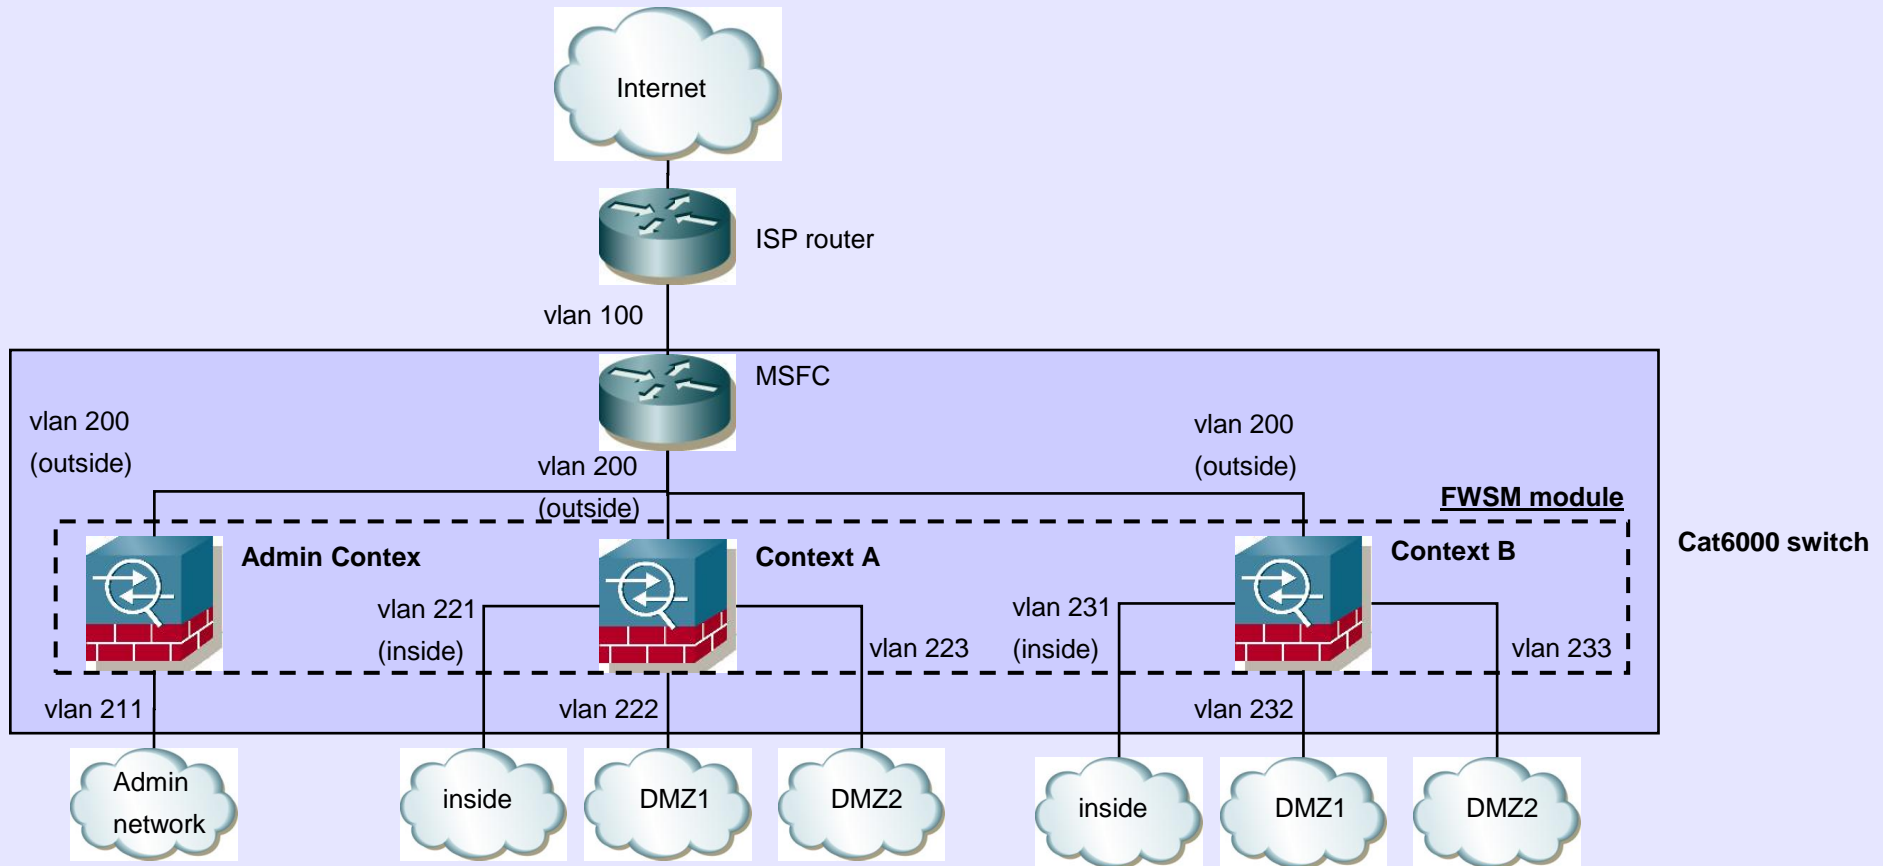 Internet
ISP router
vlan 100
MSFC
vlan 200
(outside)
vlan 200
(outside)
vlan 200
(outside)
FWSM module
Cat6000 switch
Admin Contex
Context A
Context B
vlan 221
(inside)
vlan 223
vlan 231
(inside)
vlan 233
vlan 211
vlan 222
vlan 232
Admin
network
inside
DMZ1
DMZ2
inside
DMZ1
DMZ2